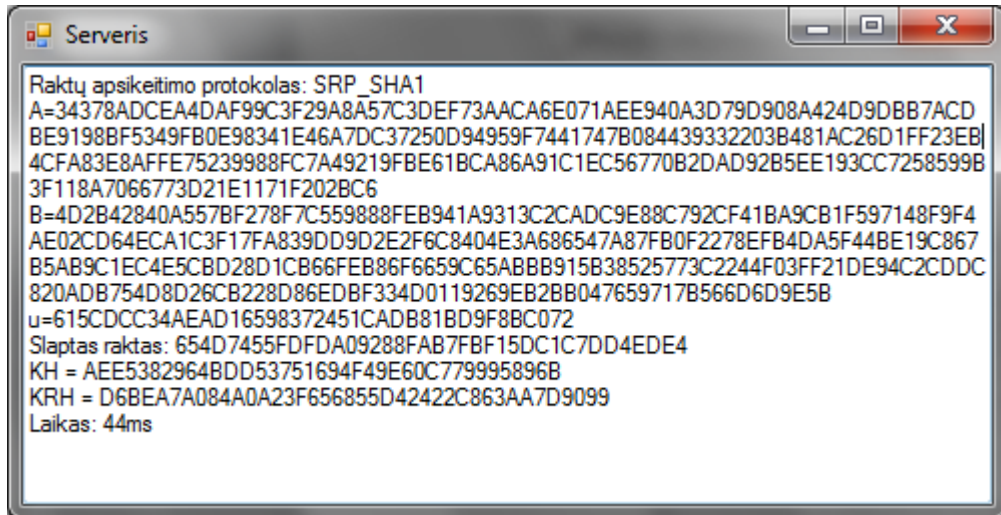 Serveris
Raktų apsikeitimo protokolas: SRP_SHA1
A=34378ADCEA4DAF99C3F29A8A57C3DEF73AACA6E071AEE940A3D79D908A424D9DBB7ACD
BE9198BF5349FB0E98341E46A7DC37250D94959F7441747B084439332203B481AC26D1FF23EB
4CFA83E8AFFE75239988FC7A49219FBE61BCA86A91C1EC56770B2DAD92B5EE193CC7258599B
3F118A7066773D21E1171F202BC6
B=4D2B42840A557BF278F7C559888FEB941A9313C2CADC9E88C792CF41BA9CB1F597148F9F4
AE02CD64ECA1C3F17FA839DD9D2E2F6C8404E3A686547A87FB0F2278EFB4DA5F44BE19C867
B5AB9C1EC4E5CBD28D1CB66FEB86F6659C65ABBB915B38525773C2244F03FF21DE94C2CDDC
820ADB754D8D26CB228D86EDBF334D0119269EB2BB047659717B566D6D9E5B
u=615CDCC34AEAD16598372451CADB81BD9F8BC072
Slaptas raktas: 654D7455FDFDA09288FAB7FBF15DC1C7DD4EDE4
KH = AEE5382964BDD53751694F49E60C779995896B
KRH = D6BEA7A084A0A23F656855D42422C863AA7D9099
Laikas: 44ms